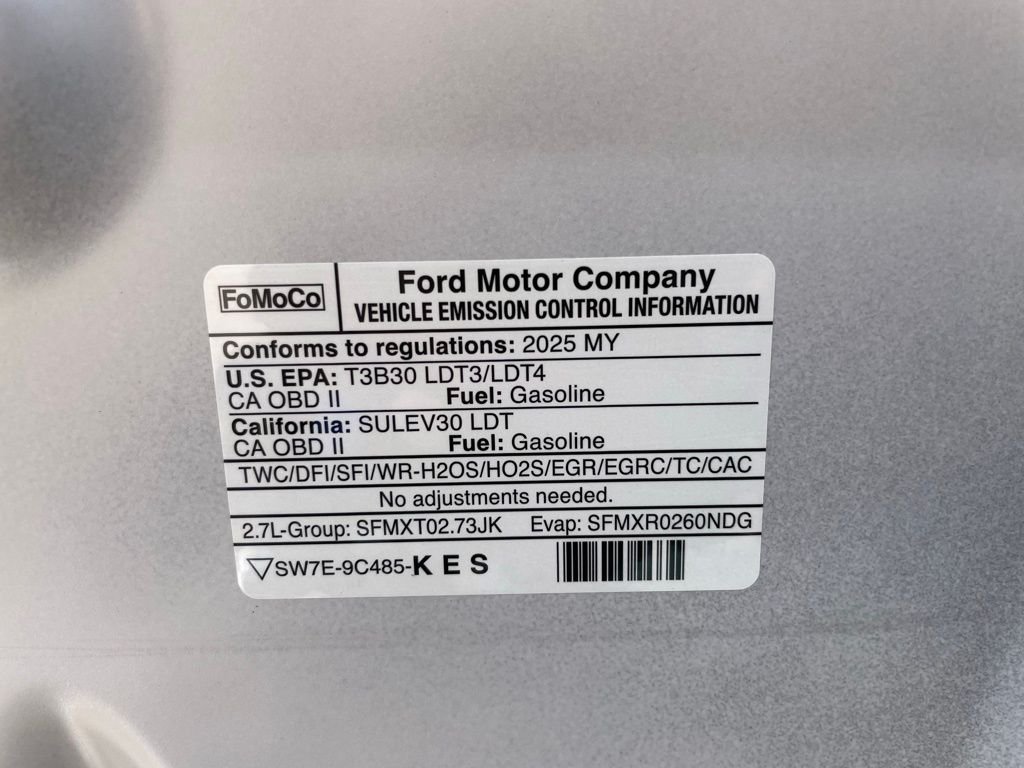 FoMoCo
Ford Motor Company
VEHICLE EMISSION CONTROL INFORMATION
Conforms to regulations: 2025 MY
U.S. EPA: T3B30 LDT3/LDT4
CA OBD II Fuel: Gasoline
California: SULEV30 LDT
CA OBD II Fuel: Gasoline
TWC/DFI/SFI/WR-H2OS/HO2S/EGR/EGRC/TC/CAC
No adjustments needed.
2.7L-Group: SFMXT02.73JK Evap: SFMXR0260NDG
SW7E-9C485-K E S